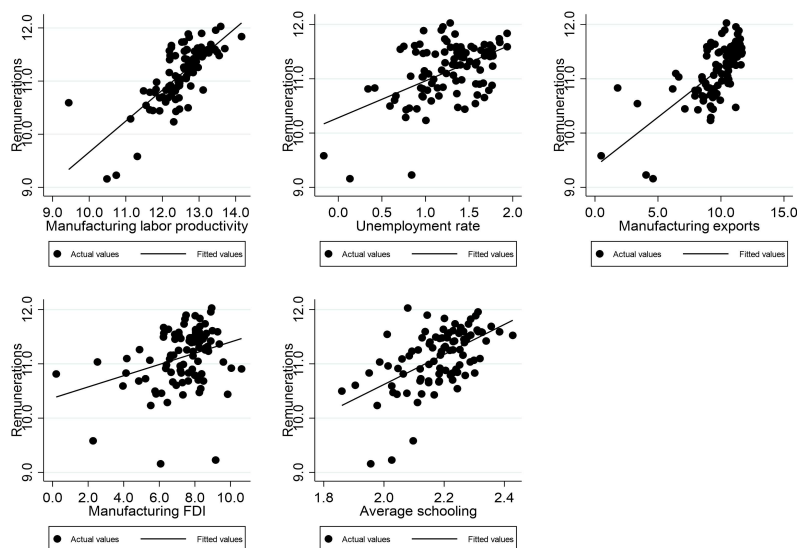 Remunerations
12.0
11.0
10.0
9.0
9.0 10.0 11.0 12.0 13.0 14.0
Manufacturing labor productivity
Actual values Fitted values
Remunerations
12.0
11.0
10.0
9.0
0.0 0.5 1.0 1.5 2.0
Unemployment rate
Actual values Fitted values
Remunerations
12.0
11.0
10.0
9.0
0.0 5.0 10.0 15.0
Manufacturing exports
Actual values Fitted values
Remunerations
12.0
11.0
10.0
9.0
0.0 2.0 4.0 6.0 8.0 10.0
Manufacturing FDI
Actual values Fitted values
Remunerations
12.0
11.0
10.0
9.0
1.8 2.0 2.2 2.4
Average schooling
Actual values Fitted values